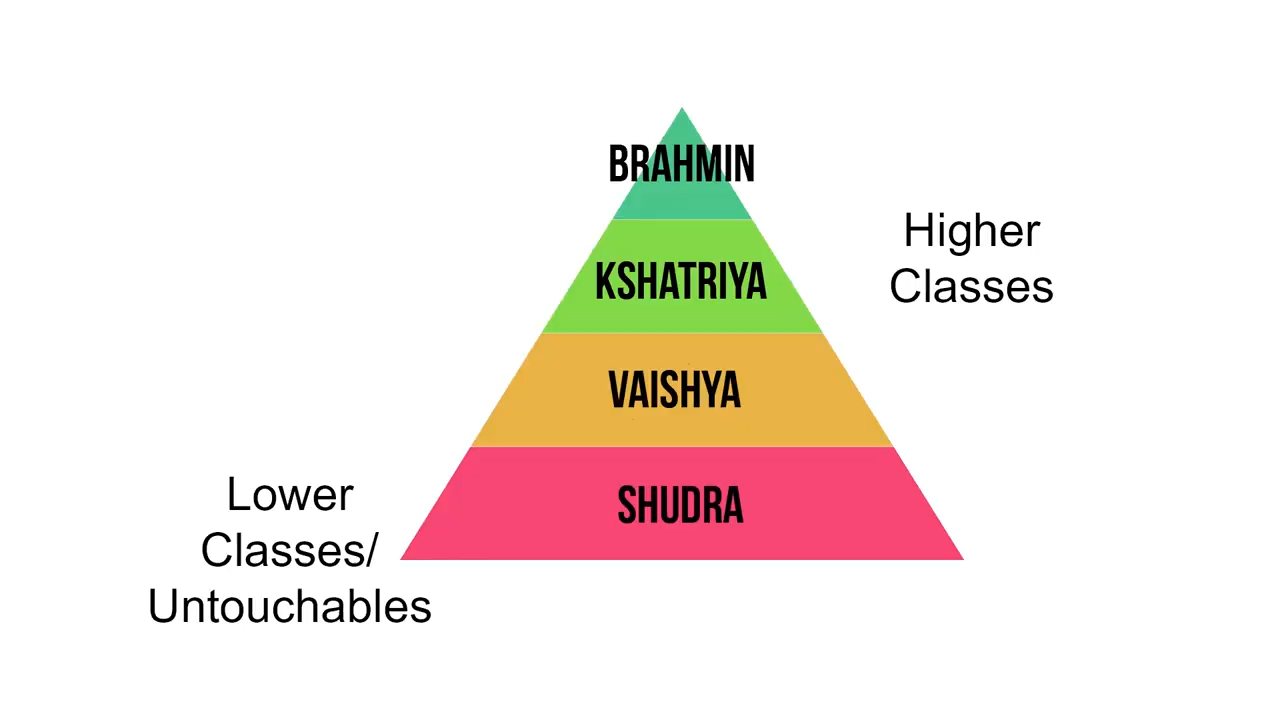 BRAHMIN
Higher
Classes
KSHATRIYA
VAISHYA
Lower
Classes/
Untouchables
SHUDRA